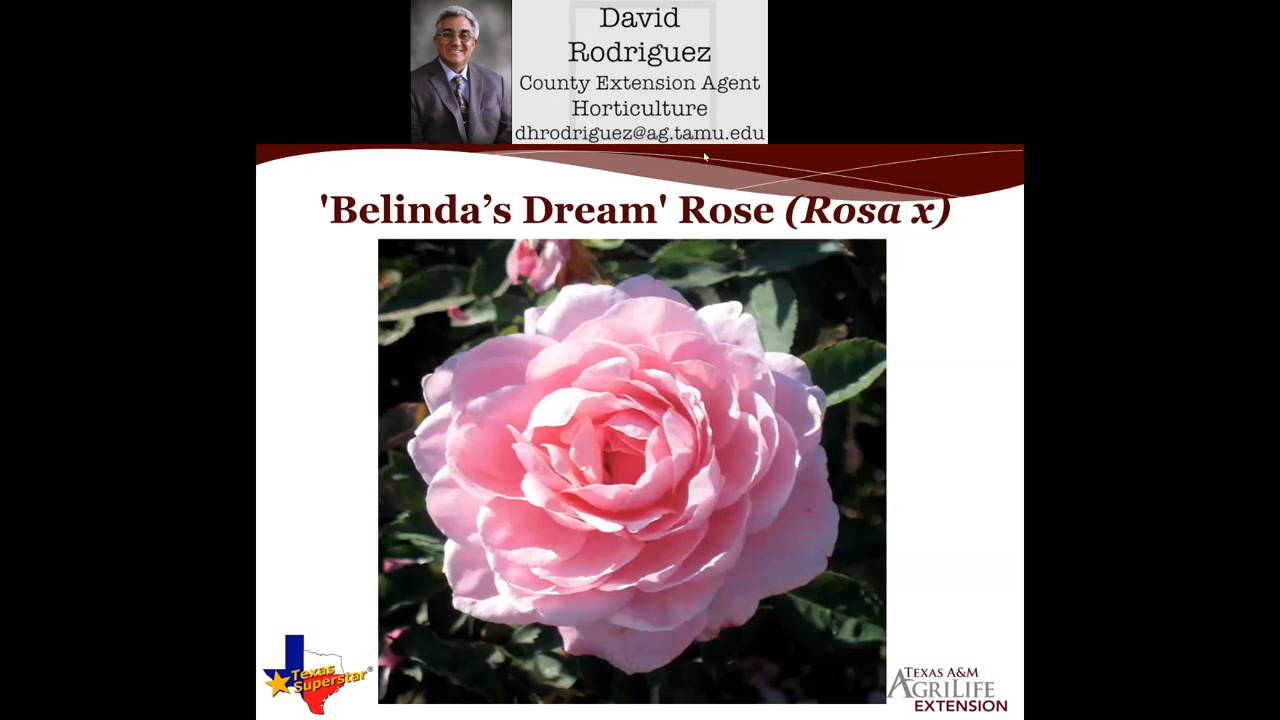 David
Rodriguez
County Extension Agent
Horticulture
dhrodriguez@ag.tamu.edu
'Belinda’s Dream' Rose (Rosa x)
Texas
Superstar®
TEXAS A&M
AGRILIFE
EXTENSION